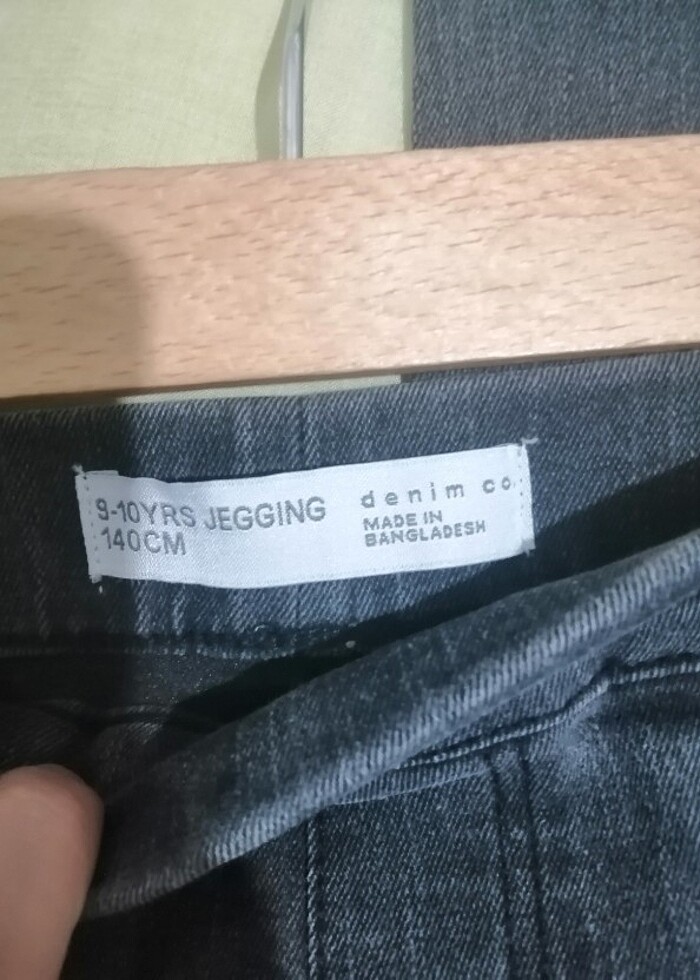 9-10YRS JEGGING
140CM
denim co.
MADE IN
BANGLADESH